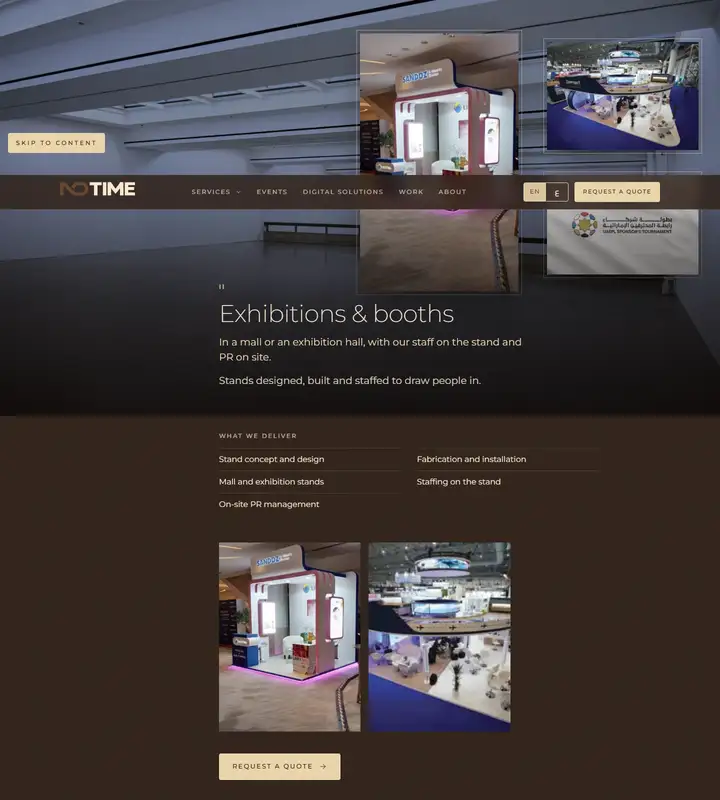 SANDOZ
SKIP TO CONTENT
NOTIME
SERVICES
EVENTS
DIGITAL SOLUTIONS
WORK
ABOUT
EN
ع
REQUEST A QUOTE
بطولــــة شركــــاء
رابطة المحترفين الإماراتية
UAEPL SPONSORS TOURNAMENT
II
Exhibitions & booths
In a mall or an exhibition hall, with our staff on the stand and
PR on site.
Stands designed, built and staffed to draw people in.
WHAT WE DELIVER
Stand concept and design
Fabrication and installation
Mall and exhibition stands
Staffing on the stand
On-site PR management
SANDOZ
REQUEST A QUOTE →